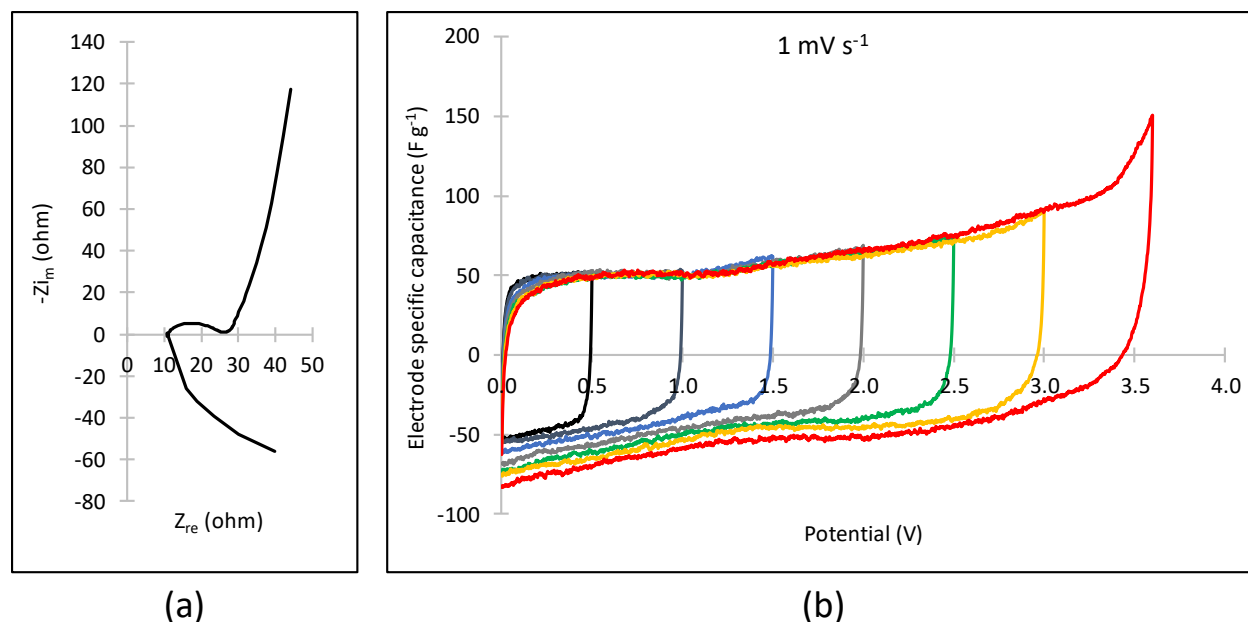 140
120
100
80
60
40
20
0
-20
-40
-60
-80
0 10 20 30 40 50
-Zim (ohm)
Zre (ohm)
(a)
1 mV s-1
200
150
100
50
0
-50
-100
0.0 0.5 1.0 1.5 2.0 2.5 3.0 3.5 4.0
Electrode specific capacitance (F g-1)
Potential (V)
(b)